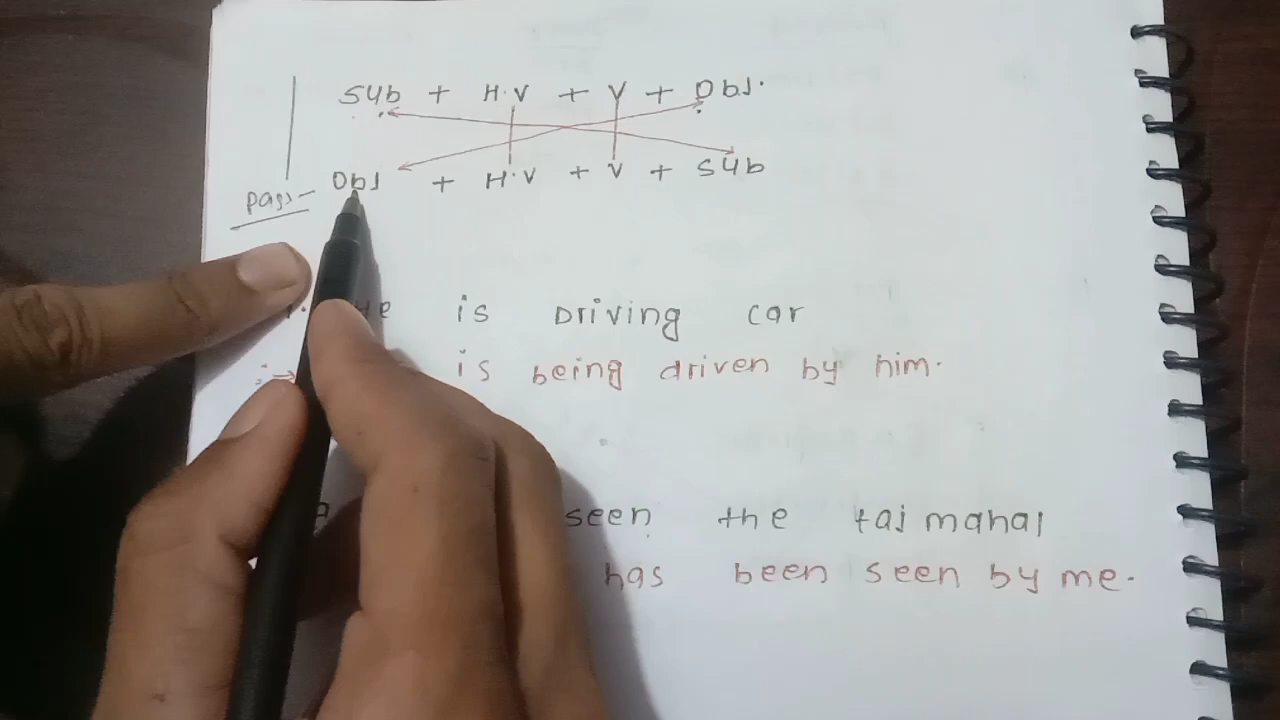 Sub + H.V + V + Obj.
Obj + H.V + V + Sub
Pass-
is Driving car
is being driven by him.
seen the taj mahal
has been seen by me.